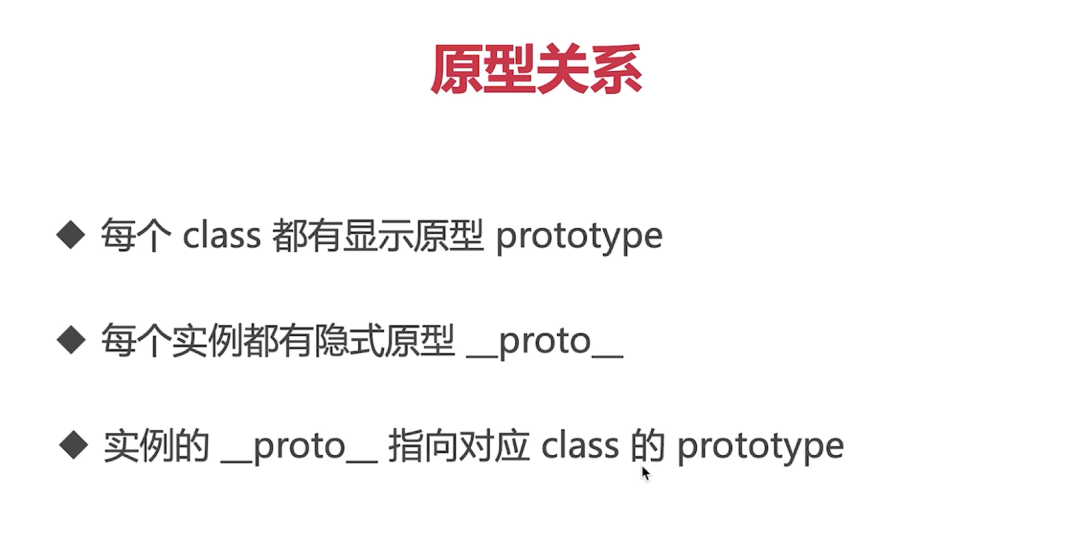 原型关系
◆ 每个 class 都有显示原型 prototype
◆ 每个实例都有隐式原型 __proto__
◆ 实例的 __proto__ 指向对应 class 的 prototype